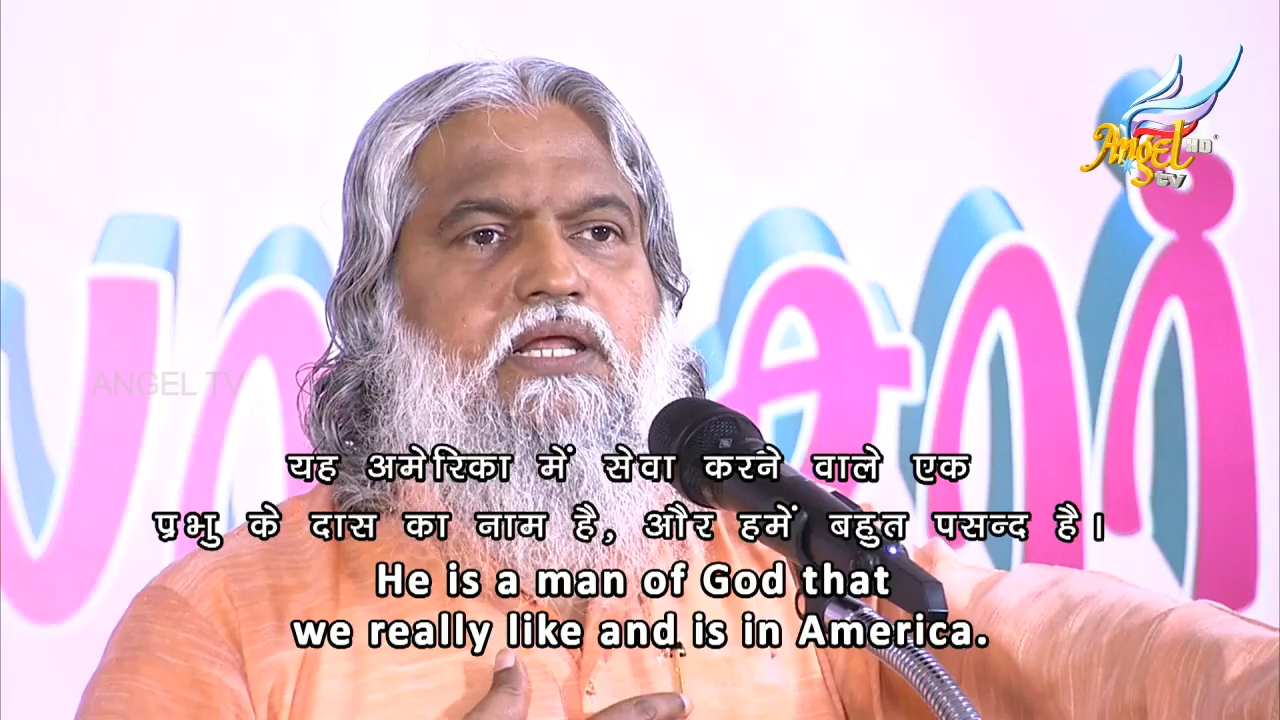 Angel HD
tv
ANGEL TV
यह अमेरिका में सेवा करने वाले एक
प्रभु के दास का नाम है, और हमें बहुत पसन्द है।
He is a man of God that
we really like and is in America.